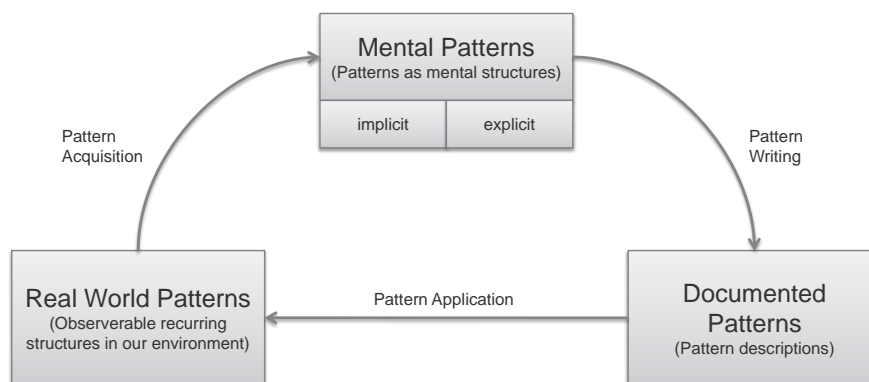 Mental Patterns
(Patterns as mental structures)
implicit
explicit
Pattern
Acquisition
Pattern
Writing
Real World Patterns
(Observerable recurring
structures in our environment)
Pattern Application
Documented
Patterns
(Pattern descriptions)